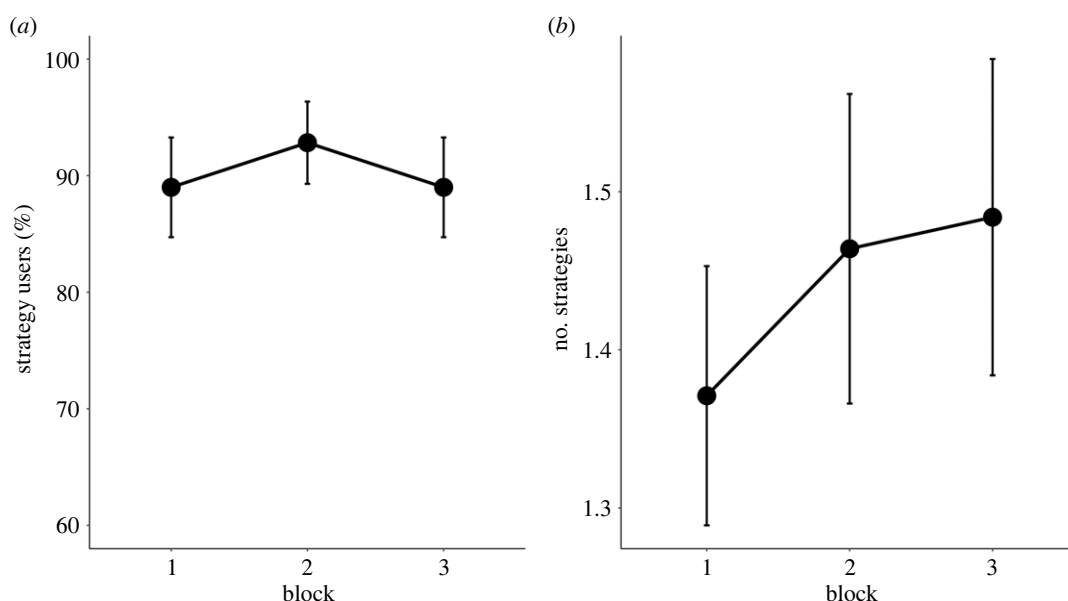 (a)
strategy users (%)
100
90
80
70
60
1 2 3
block
(b)
no. strategies
1.5
1.4
1.3
1 2 3
block